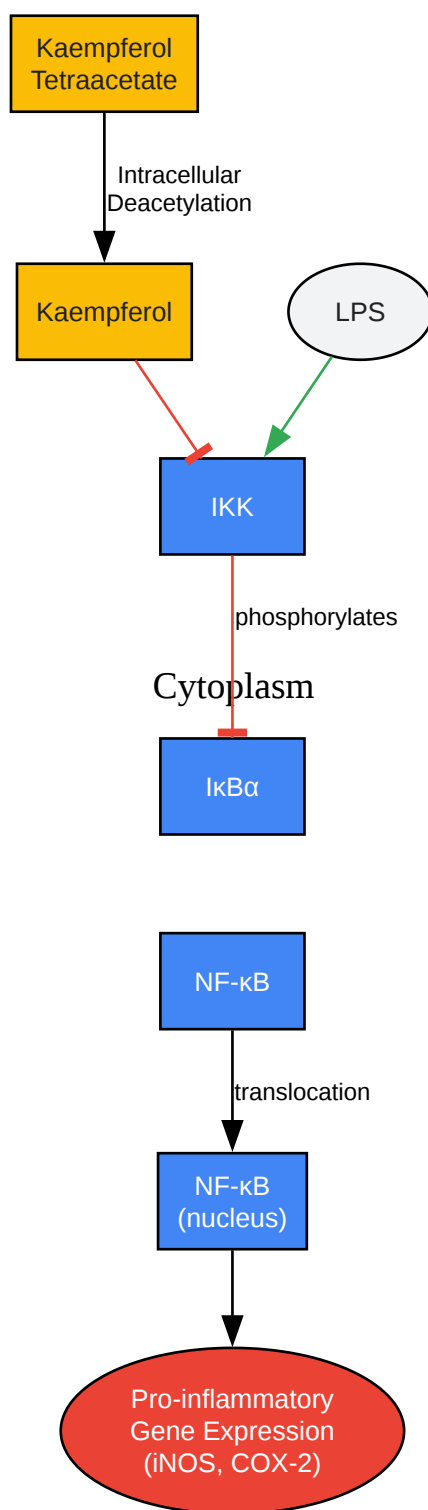 Kaempferol
Tetraacetate
Intracellular
Deacetylation
Kaempferol
LPS
IKK
phosphorylates
Cytoplasm
IκBα
NF-κB
translocation
NF-κB
(nucleus)
Pro-inflammatory
Gene Expression
(iNOS, COX-2)